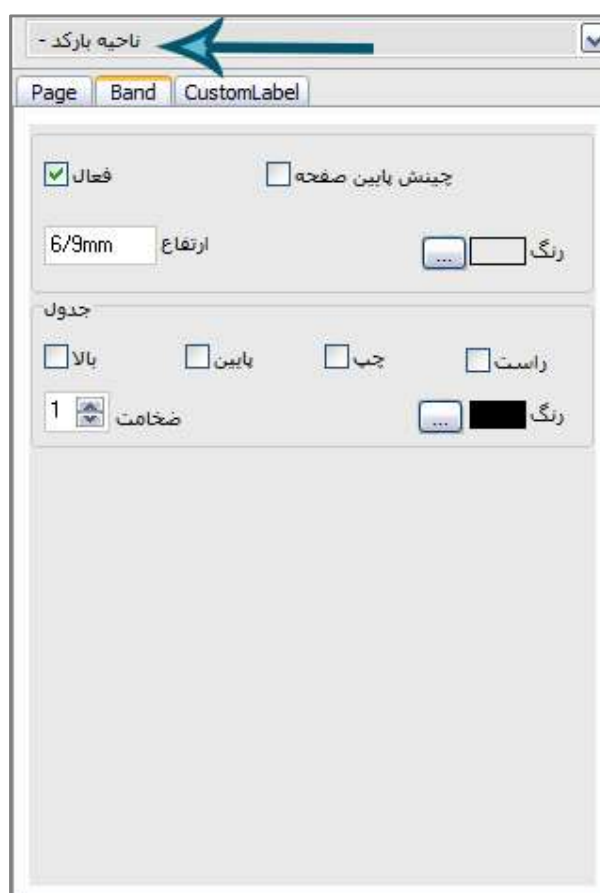 ناحیه بارکد -
Page Band CustomLabel
چینش پایین صفحه فعال
رنگ ... ارتفاع 6/9mm
جدول
راست چپ پایین بالا
رنگ ... ضخامت 1